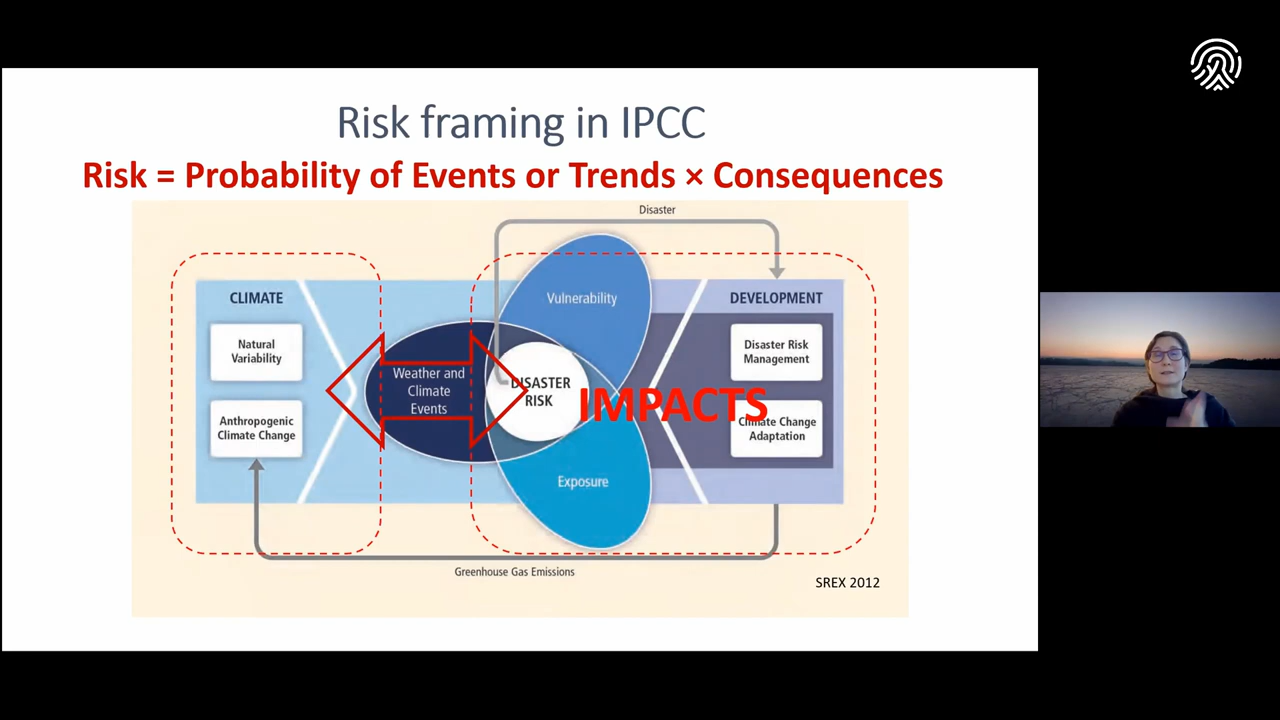 Risk framing in IPCC
Risk = Probability of Events or Trends × Consequences
Disaster
CLIMATE
Natural
Variability
Anthropogenic
Climate Change
Weather and
Climate
Events
Vulnerability
DISASTER
RISK
IMPACTS
Exposure
DEVELOPMENT
Disaster Risk
Management
Climate Change
Adaptation
Greenhouse Gas Emissions
SREX 2012